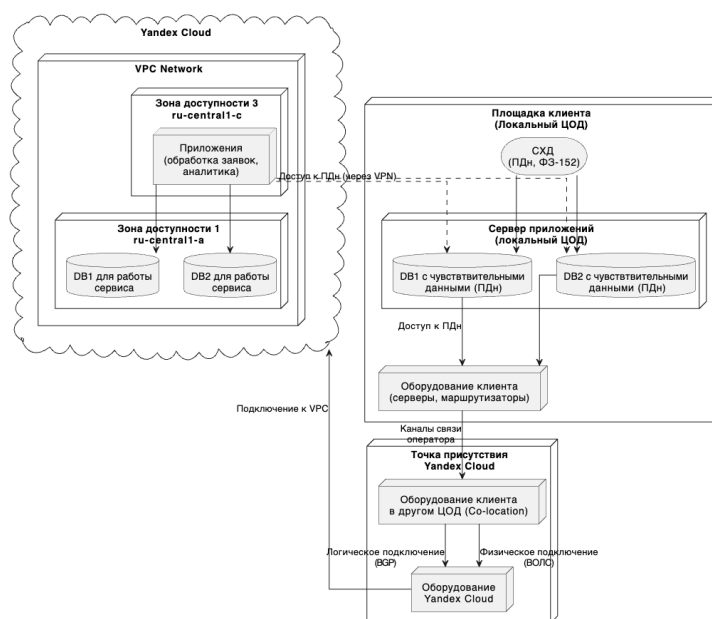 Yandex Cloud
VPC Network
Зона доступности 3
ru-central1-c
Приложения
(обработка заявок,
аналитика)
Доступ к ПДн (через VPN)
Зона доступности 1
ru-central1-a
DB1 для работы
сервиса
DB2 для работы
сервиса
Площадка клиента
(Локальный ЦОД)
СХД
(ПДн, ФЗ-152)
Сервер приложений
(локальный ЦОД)
DB1 с чувствтвительными
данными (ПДн)
DB2 с чувствтвительными
данными (ПДн)
Доступ к ПДн
Оборудование клиента
(серверы, маршрутизаторы)
Подключение к VPC
Каналы связи
оператора
Точка присутствия
Yandex Cloud
Оборудование клиента
в другом ЦОД (Co-location)
Логическое подключение
(BGP)
Физическое подключение
(ВОЛС)
Оборудование
Yandex Cloud